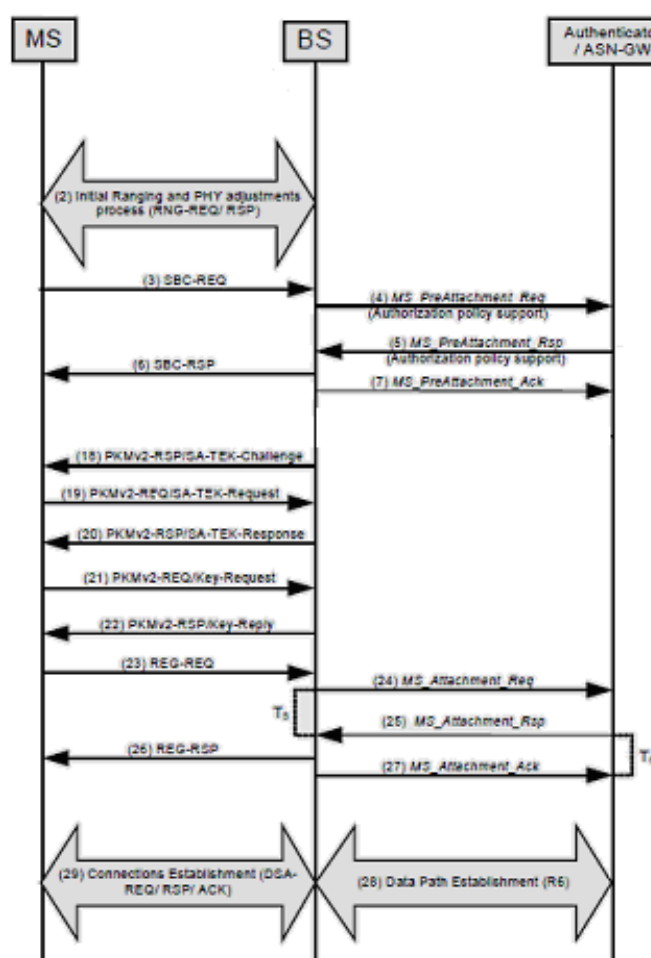 MS
BS
Authenticato
/ ASN-GW
(2) Initial Ranging and PHY adjustments
process (RNG-REQ/ RSP)
(3) SBC-REQ
(4) MS_PreAttachment_Req
(Authorization policy support)
(5) MS_PreAttachment_Rsp
(Authorization policy support)
(6) SBC-RSP
(7) MS_PreAttachment_Ack
(18) PKMv2-RSP/SA-TEK-Challenge
(19) PKMv2-REQ/SA-TEK-Request
(20) PKMv2-RSP/SA-TEK-Response
(21) PKMv2-REQ/Key-Request
(22) PKMv2-RSP/Key-Reply
(23) REG-REQ
(24) MS_Attachment_Req
(25) MS_Attachment_Rsp
(26) REG-RSP
(27) MS_Attachment_Ack
(29) Connections Establishment (DSA-
REQ/ RSP/ ACK)
(28) Data Path Establishment (R6)